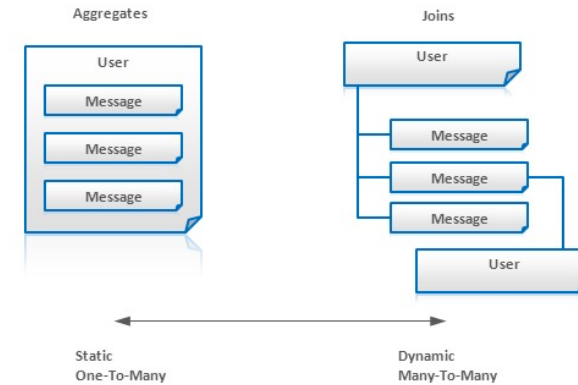 Aggregates
User
Message
Message
Message
Joins
User
Message
Message
Message
User
Static
One-To-Many
Dynamic
Many-To-Many